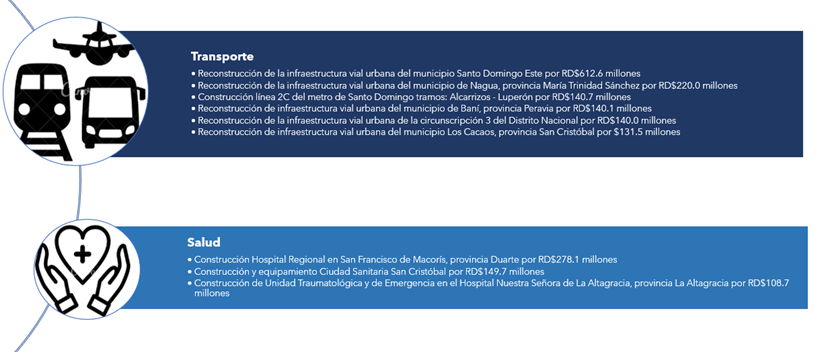 Transporte
• Reconstrucción de la infraestructura vial urbana del municipio Santo Domingo Este por RD$612.6 millones
• Reconstrucción de la infraestructura vial urbana del municipio de Nagua, provincia María Trinidad Sánchez por RD$220.0 millones
• Construcción línea 2C del metro de Santo Domingo tramos: Alcarrizos - Luperón por RD$140.7 millones
• Reconstrucción de infraestructura vial urbana del municipio de Baní, provincia Peravia por RD$140.1 millones
• Reconstrucción de la infraestructura vial urbana de la circunscripción 3 del Distrito Nacional por RD$140.0 millones
• Reconstrucción de infraestructura vial urbana del municipio Los Cacaos, provincia San Cristóbal por $131.5 millones
Salud
• Construcción Hospital Regional en San Francisco de Macorís, provincia Duarte por RD$278.1 millones
• Construcción y equipamiento Ciudad Sanitaria San Cristóbal por RD$149.7 millones
• Construcción de Unidad Traumatológica y de Emergencia en el Hospital Nuestra Señora de La Altagracia, provincia La Altagracia por RD$108.7
millones